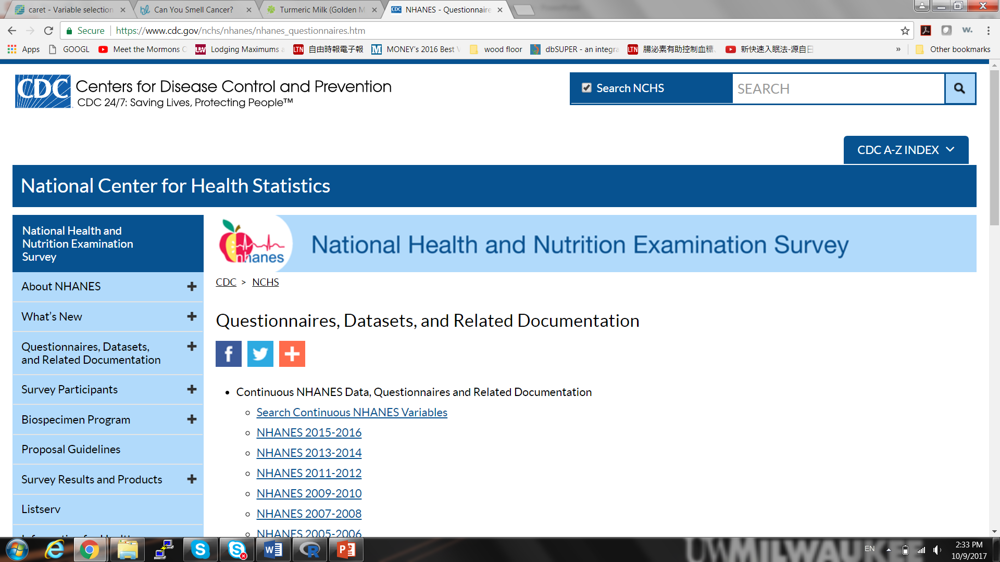 caret - Variable selection
Can You Smell Cancer?
Turmeric Milk (Golden M
NHANES - Questionnaire
Secure
https://www.cdc.gov/nchs/nhanes/nhanes_questionnaires.htm
Apps
GOOGL
Meet the Mormons
Lodging Maximums
自由時報電子報
MONEY's 2016 Best
wood floor
dbSUPER - an integra
腸泌素有助控制血糖、
新快速入眠法-源自
»
Other bookmarks
CDC
Centers for Disease Control and Prevention
CDC 24/7: Saving Lives, Protecting People™
Search NCHS
SEARCH
CDC A-Z INDEX
National Center for Health Statistics
National Health and
Nutrition Examination
Survey
About NHANES
What's New
Questionnaires, Datasets,
and Related Documentation
Survey Participants
Biospecimen Program
Proposal Guidelines
Survey Results and Products
Listserv
nhanes
National Health and Nutrition Examination Survey
CDC > NCHS
Questionnaires, Datasets, and Related Documentation
Continuous NHANES Data, Questionnaires and Related Documentation
Search Continuous NHANES Variables
NHANES 2015-2016
NHANES 2013-2014
NHANES 2011-2012
NHANES 2009-2010
NHANES 2007-2008
NHANES 2005-2006
UWMILWAUKEE
EN
2:33 PM
10/9/2017